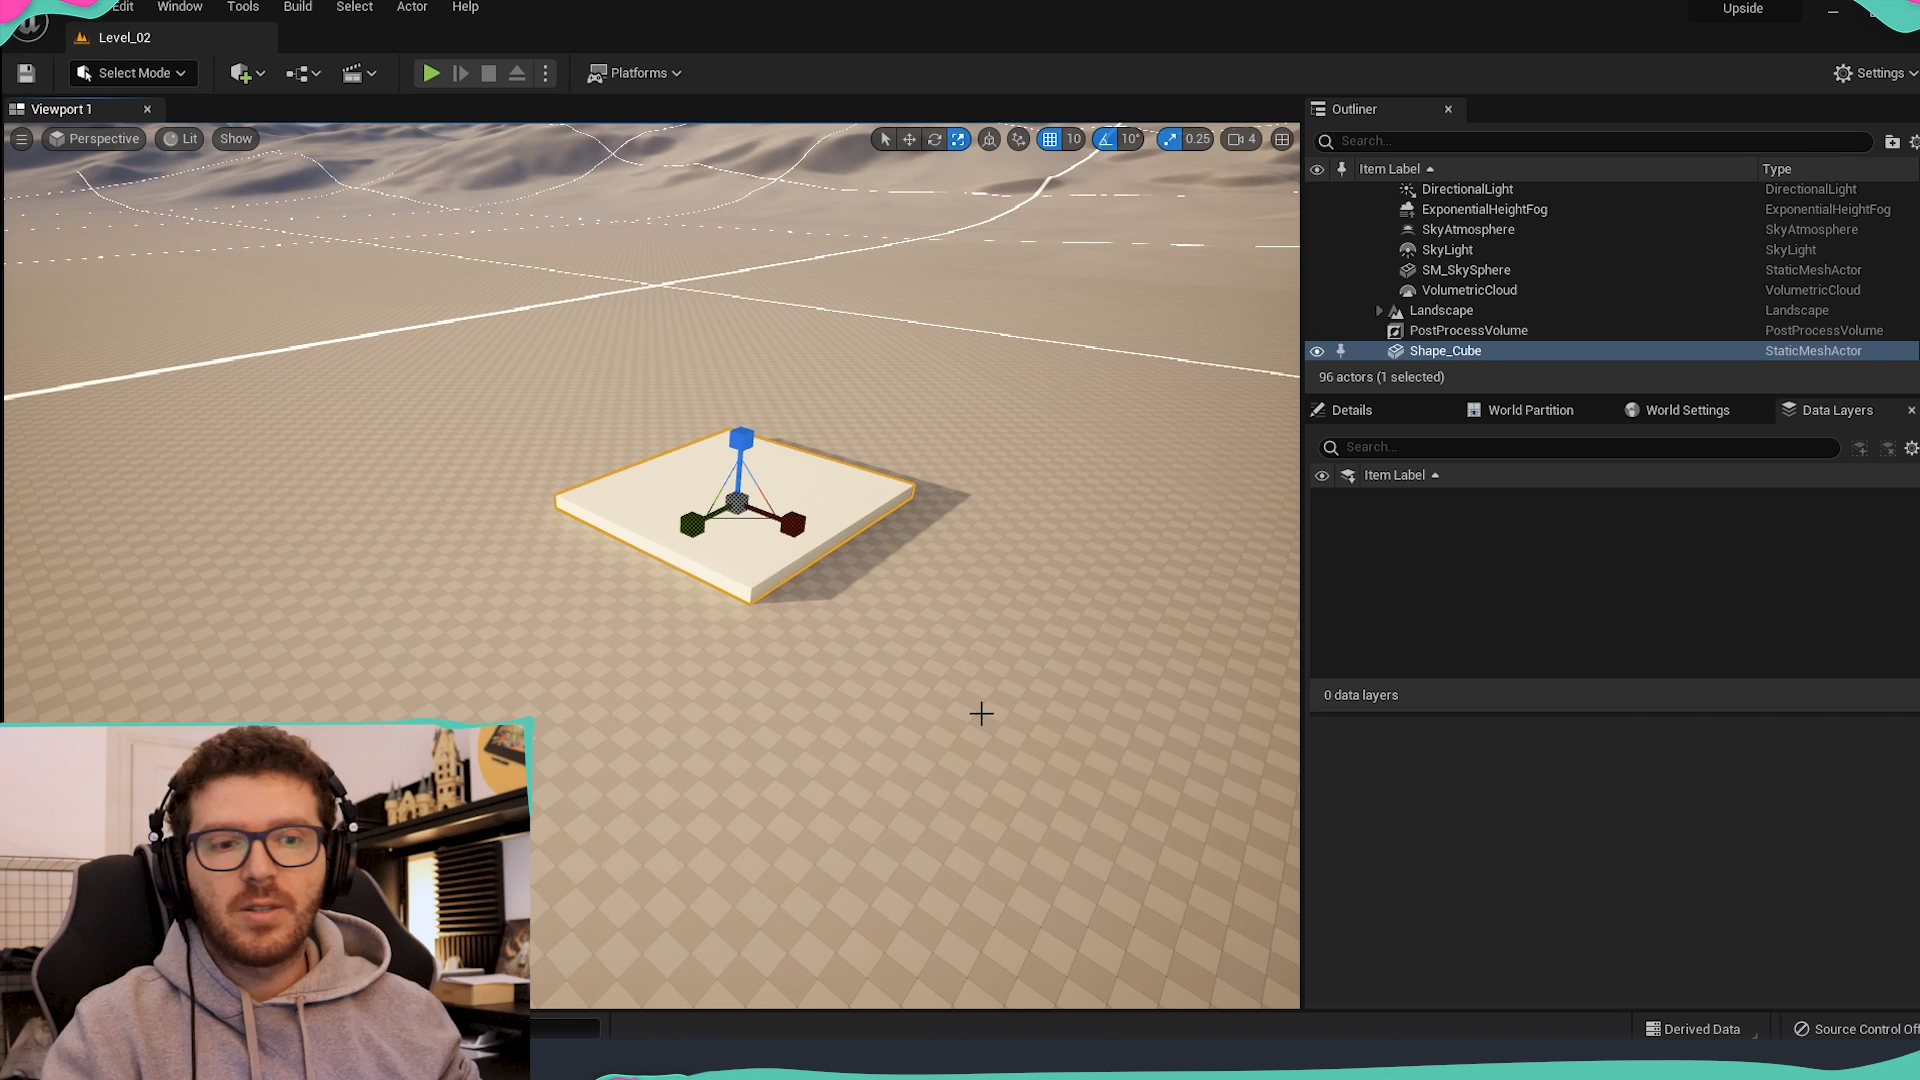 Edit Window Tools Build Select Actor Help
Upside
Level_02
Select Mode
Platforms
Settings
Viewport 1
Perspective Lit Show
10 10° 0.25 4
Outliner
Search...
Item Label Type
DirectionalLight DirectionalLight
ExponentialHeightFog ExponentialHeightFog
SkyAtmosphere SkyAtmosphere
SkyLight SkyLight
SM_SkySphere StaticMeshActor
VolumetricCloud VolumetricCloud
Landscape Landscape
PostProcessVolume PostProcessVolume
Shape_Cube StaticMeshActor
96 actors (1 selected)
Details World Partition World Settings Data Layers
Search...
Item Label
0 data layers
Derived Data Source Control Off